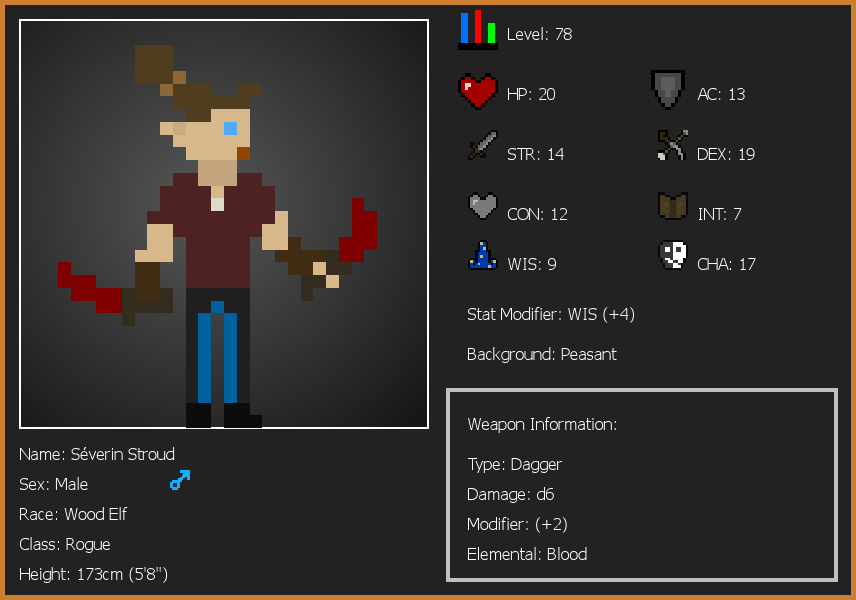 Level: 78
HP: 20
AC: 13
STR: 14
DEX: 19
CON: 12
INT: 7
WIS: 9
CHA: 17
Stat Modifier: WIS (+4)
Background: Peasant
Weapon Information:
Type: Dagger
Damage: d6
Modifier: (+2)
Elemental: Blood
Name: Séverin Stroud
Sex: Male
Race: Wood Elf
Class: Rogue
Height: 173cm (5'8")